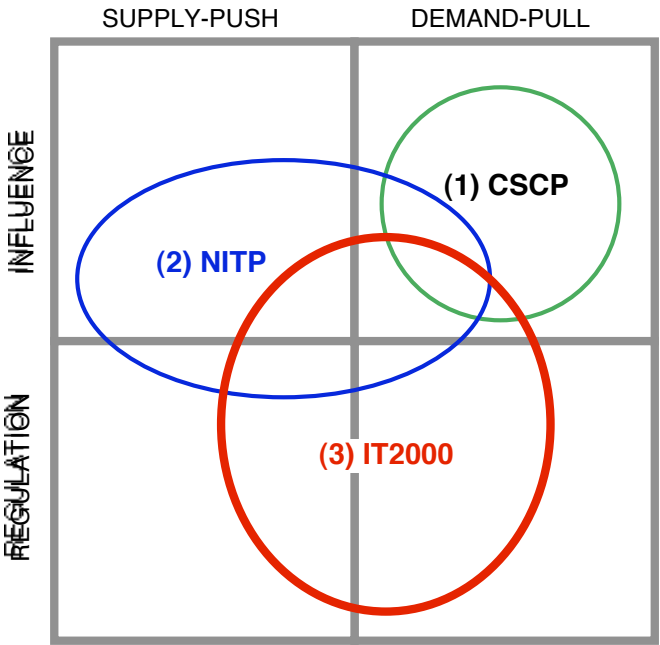 SUPPLY-PUSH DEMAND-PULL
INFLUENCE
(1) CSCP
(2) NITP
REGULATION
(3) IT2000